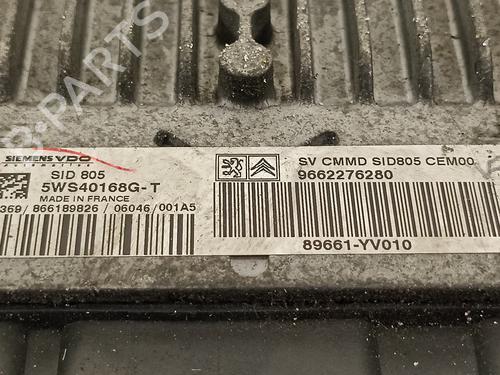 B-PARTS
SIEMENS VDO
Automotive
SID 805
5WS40168G-T
MADE IN FRANCE
369/866189826 / 06046/001A5
SV CMMD SID805 CEM00
9662276280
89661-YV010